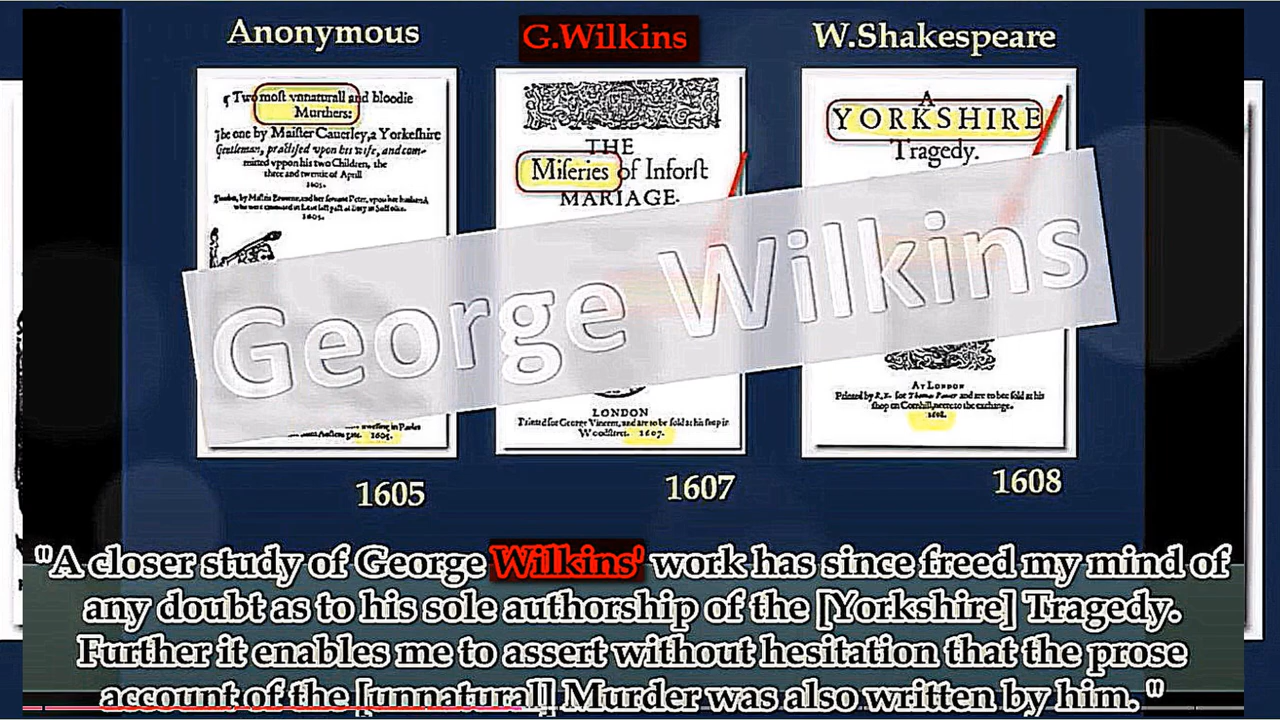 Anonymous
G.Wilkins
W.Shakespeare
¶ Two most vnnaturall and bloodie
Murthers:
The one by Maister Cauerley, a Yorkeshire
Gentleman, practised vpon his wife, and com-
mitted vppon his two Children, the
three and twentie of Aprill
1605.
1605.
1605.
THE
Miseries of Inforst
MARIAGE.
LONDON
Printed for George Vincent, and are to be sold at his shop in
Woodstreet. 1607.
A
YORKSHIRE
Tragedy.
AT LONDON
Printed by R.B. for Thomas Pauier and are to bee sold at his
shop on Cornhill, neere to the exchange.
1608.
George Wilkins
1605
1607
1608
"A closer study of George Wilkins' work has since freed my mind of
any doubt as to his sole authorship of the [Yorkshire] Tragedy.
Further it enables me to assert without hesitation that the prose
account of the [unnatural] Murder was also written by him. "